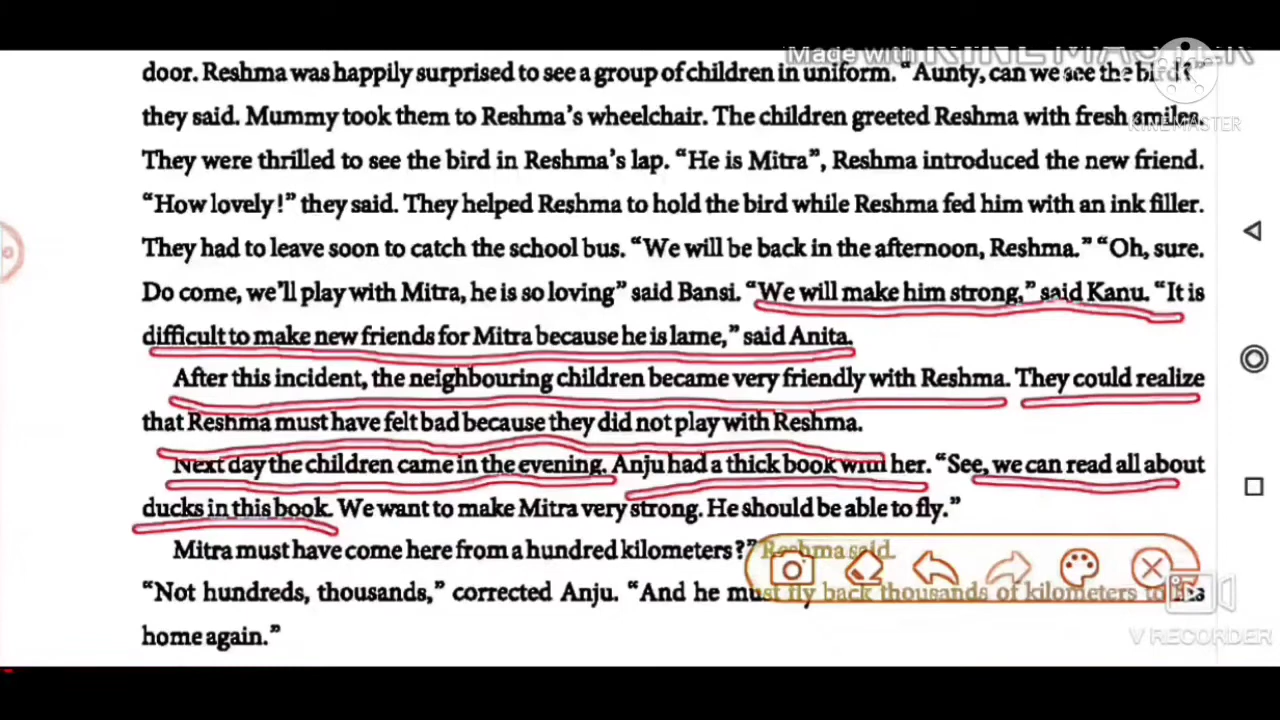 Made with KINEMASTER
door. Reshma was happily surprised to see a group of children in uniform. “Aunty, can we see the bird?”
KINEMASTER
they said. Mummy took them to Reshma’s wheelchair. The children greeted Reshma with fresh smiles.
They were thrilled to see the bird in Reshma’s lap. “He is Mitra”, Reshma introduced the new friend.
“How lovely!” they said. They helped Reshma to hold the bird while Reshma fed him with an ink filler.
They had to leave soon to catch the school bus. “We will be back in the afternoon, Reshma.” “Oh, sure.
Do come, we’ll play with Mitra, he is so loving” said Bansi. “We will make him strong,” said Kanu. “It is
difficult to make new friends for Mitra because he is lame,” said Anita.
After this incident, the neighbouring children became very friendly with Reshma. They could realize
that Reshma must have felt bad because they did not play with Reshma.
Next day the children came in the evening. Anju had a thick book with her. “See, we can read all about
ducks in this book. We want to make Mitra very strong. He should be able to fly.”
Mitra must have come here from a hundred kilometers?” Reshma said.
“Not hundreds, thousands,” corrected Anju. “And he must fly back thousands of kilometers to his
home again.”
V RECORDER